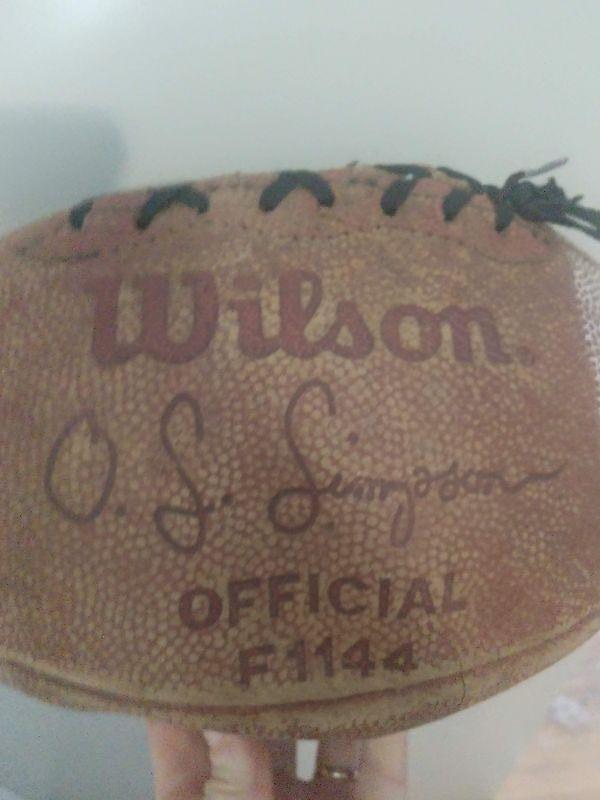 Wilson.
O. J. Simpson
OFFICIAL
F1144